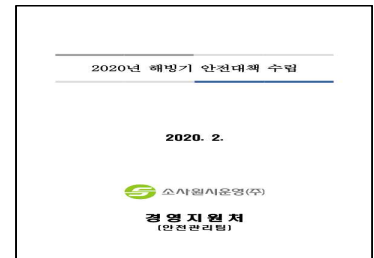 2020년 해빙기 안전대책 수립
2020. 2.
소사원시운영(주)
경영지원처
(안전관리팀)